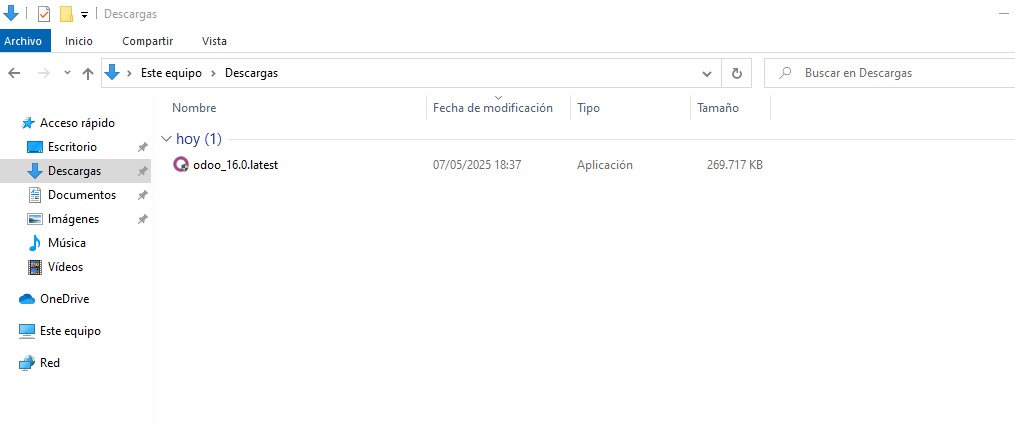 Descargas
Archivo Inicio Compartir Vista
Este equipo Descargas Buscar en Descargas
Nombre Fecha de modificación Tipo Tamaño
Acceso rápido
Escritorio
Descargas
Documentos
Imágenes
Música
Vídeos
OneDrive
Este equipo
Red
hoy (1)
odoo_16.0.latest 07/05/2025 18:37 Aplicación 269.717 KB